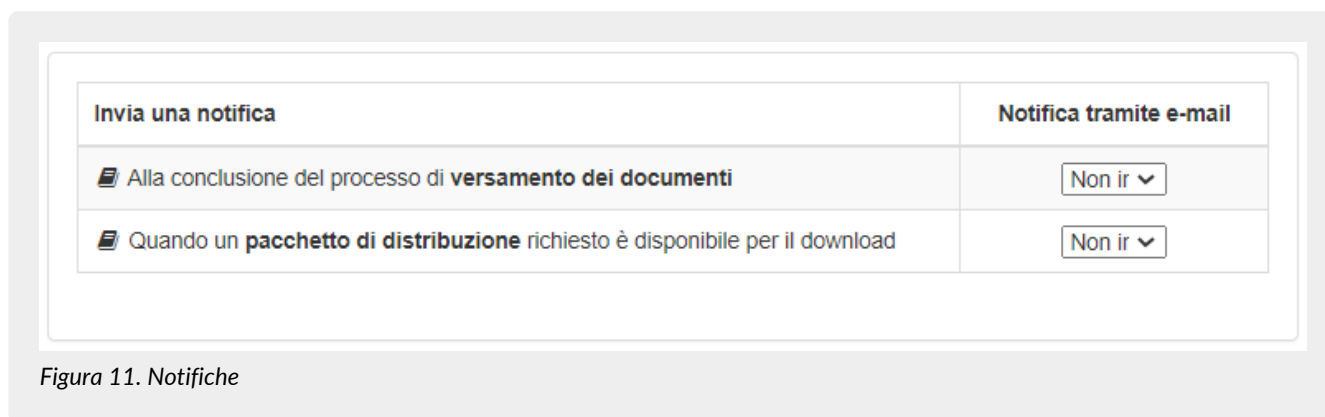 Invia una notifica Notifica tramite e-mail
Alla conclusione del processo di versamento dei documenti Non ir
Quando un pacchetto di distribuzione richiesto è disponibile per il download Non ir
Figura 11. Notifiche